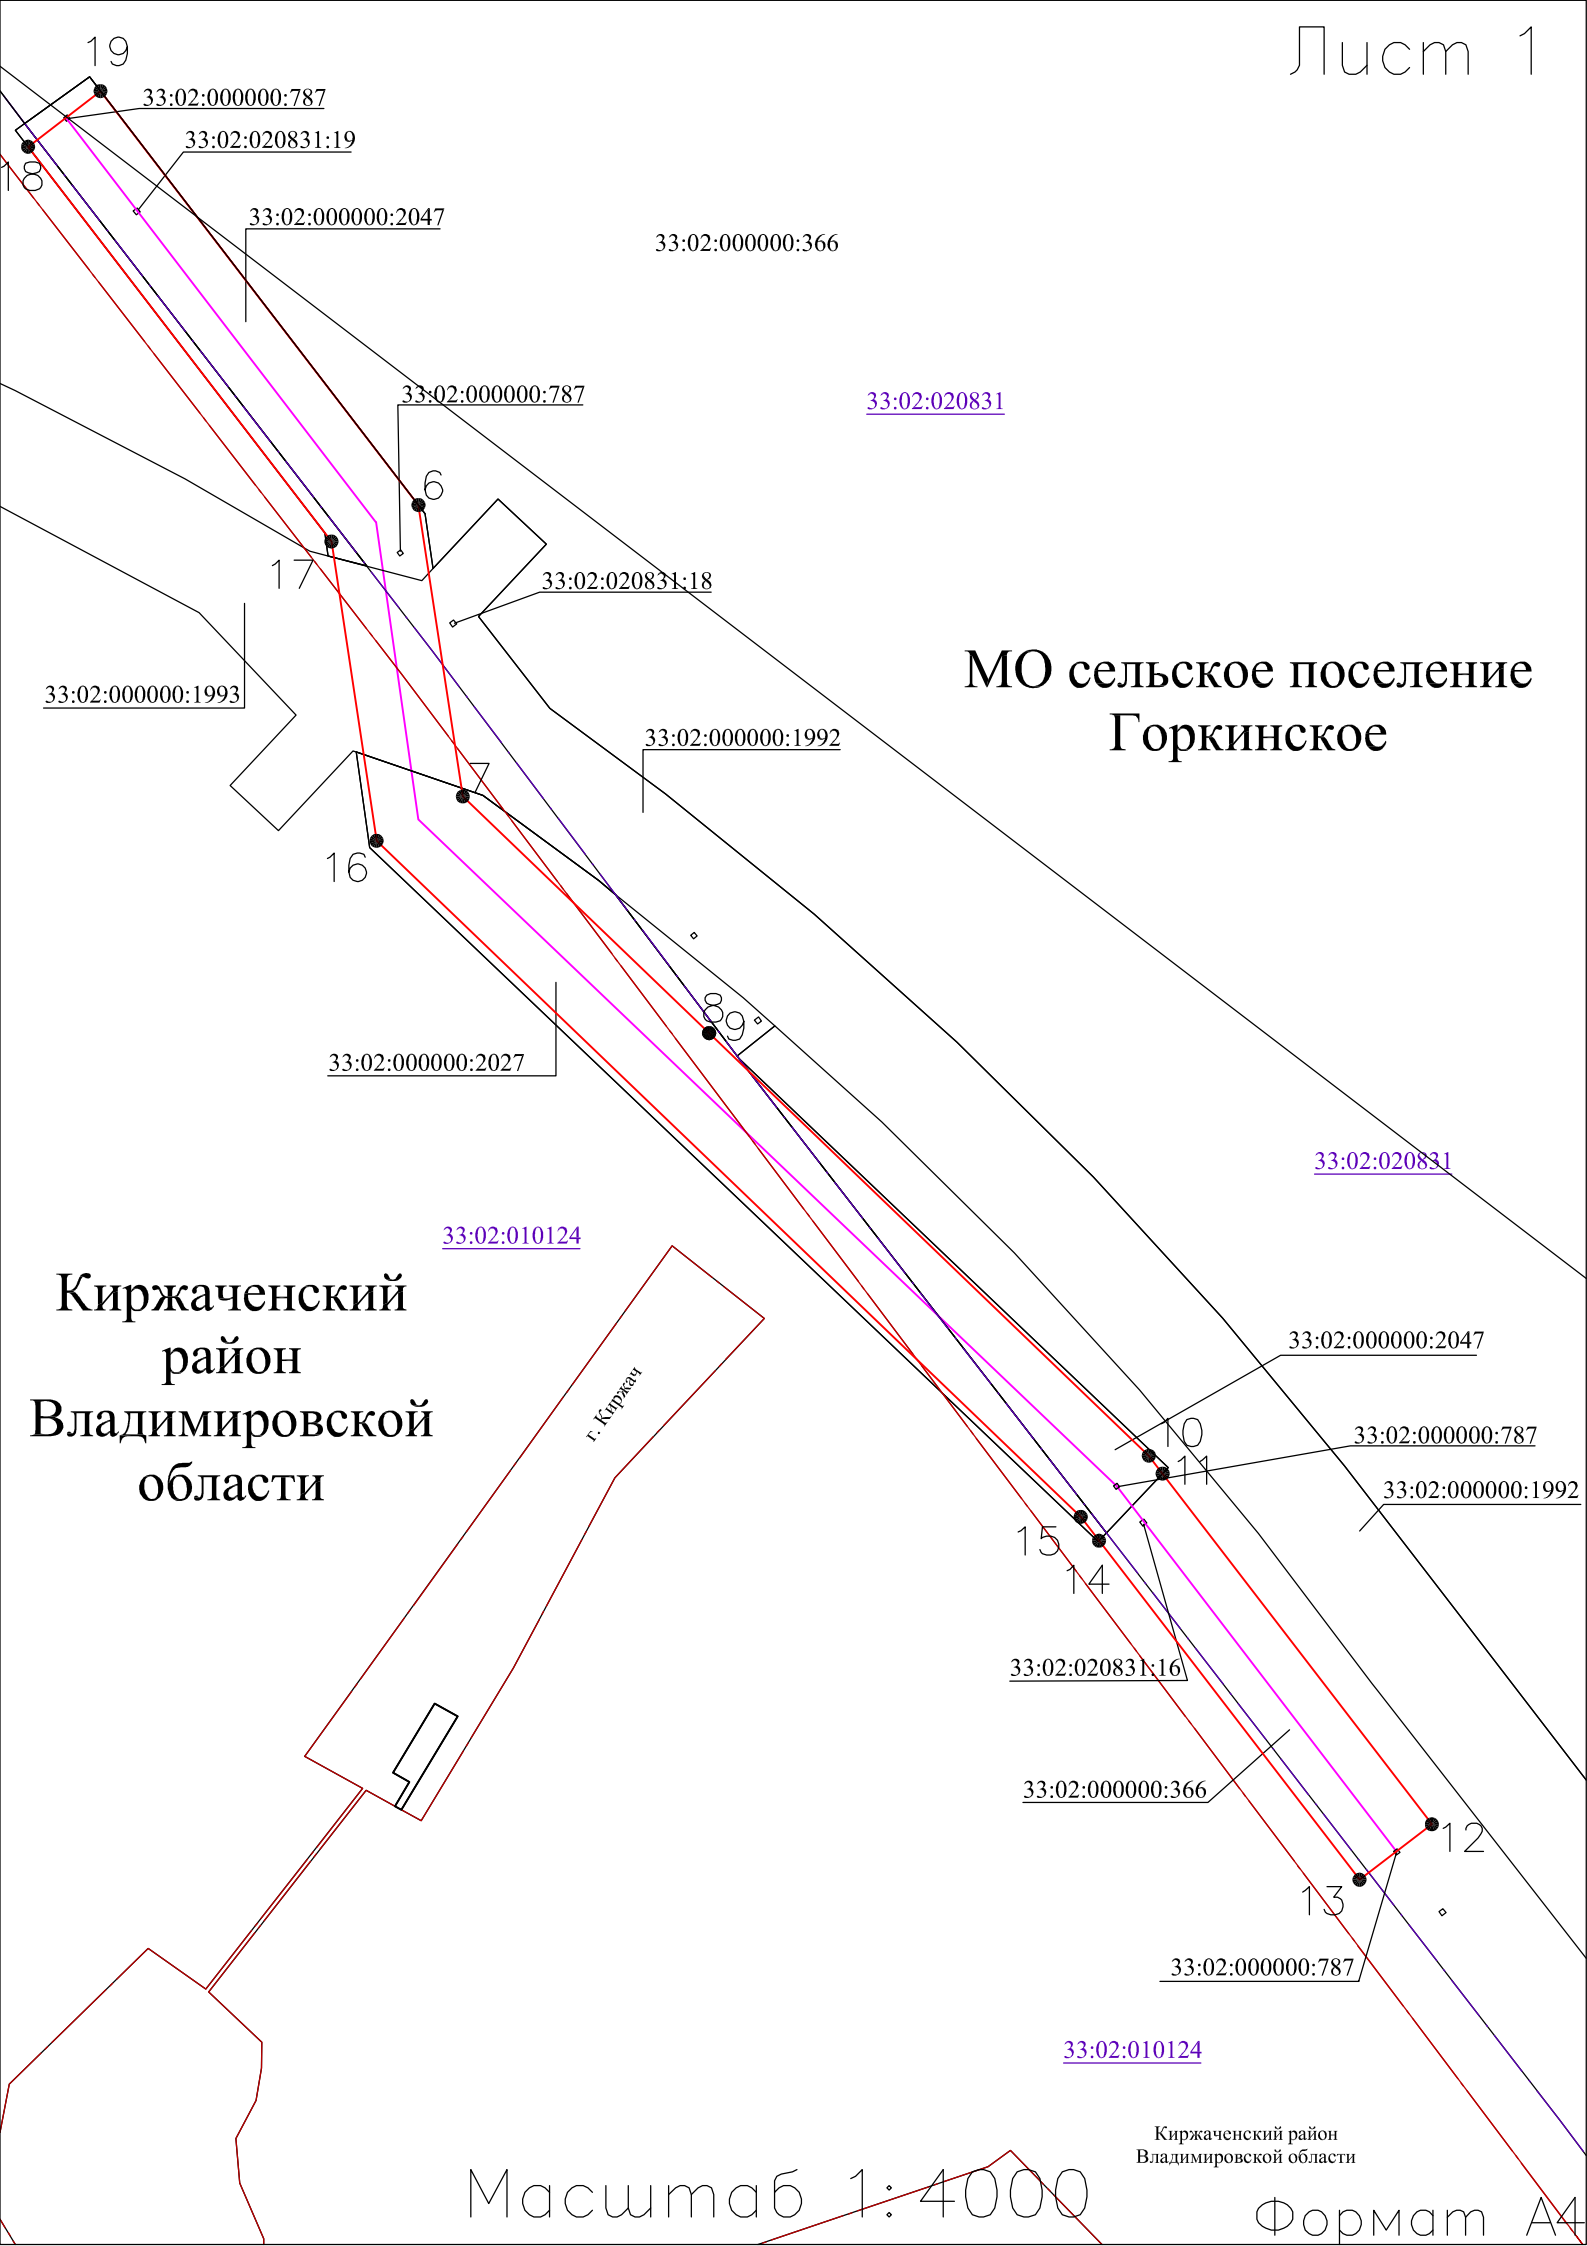 Лист 1
19
33:02:000000:787
33:02:020831:19
18
33:02:000000:2047
33:02:000000:366
33:02:000000:787
33:02:020831
6
17
33:02:020831:18
МО сельское поселение
Горкинское
33:02:000000:1993
33:02:000000:1992
7
16
8
9
33:02:000000:2027
33:02:020831
33:02:010124
Киржаченский
район
Владимировской
области
г. Киржач
33:02:000000:2047
10
33:02:000000:787
11
33:02:000000:1992
15
14
33:02:020831:16
33:02:000000:366
12
13
33:02:000000:787
33:02:010124
Киржаченский район
Владимировской области
Масштаб 1:4000
Формат А4